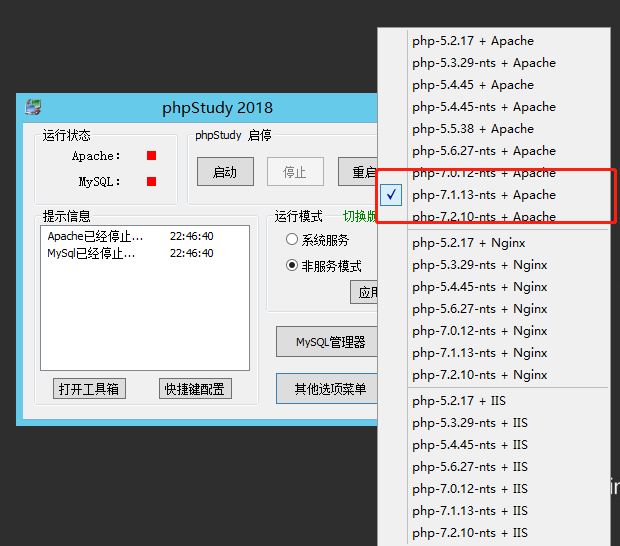 phpStudy 2018
运行状态
Apache:
MySQL:
phpStudy 启停
启动
停止
重启
提示信息
Apache已经停止... 22:46:40
MySql已经停止... 22:46:40
打开工具箱
快捷键配置
运行模式 切换版
系统服务
非服务模式
应用
MySQL管理器
其他选项菜单
php-5.2.17 + Apache
php-5.3.29-nts + Apache
php-5.4.45 + Apache
php-5.4.45-nts + Apache
php-5.5.38 + Apache
php-5.6.27-nts + Apache
php-7.0.12-nts + Apache
php-7.1.13-nts + Apache
php-7.2.10-nts + Apache
php-5.2.17 + Nginx
php-5.3.29-nts + Nginx
php-5.4.45-nts + Nginx
php-5.6.27-nts + Nginx
php-7.0.12-nts + Nginx
php-7.1.13-nts + Nginx
php-7.2.10-nts + Nginx
php-5.2.17 + IIS
php-5.3.29-nts + IIS
php-5.4.45-nts + IIS
php-5.6.27-nts + IIS
php-7.0.12-nts + IIS
php-7.1.13-nts + IIS
php-7.2.10-nts + IIS